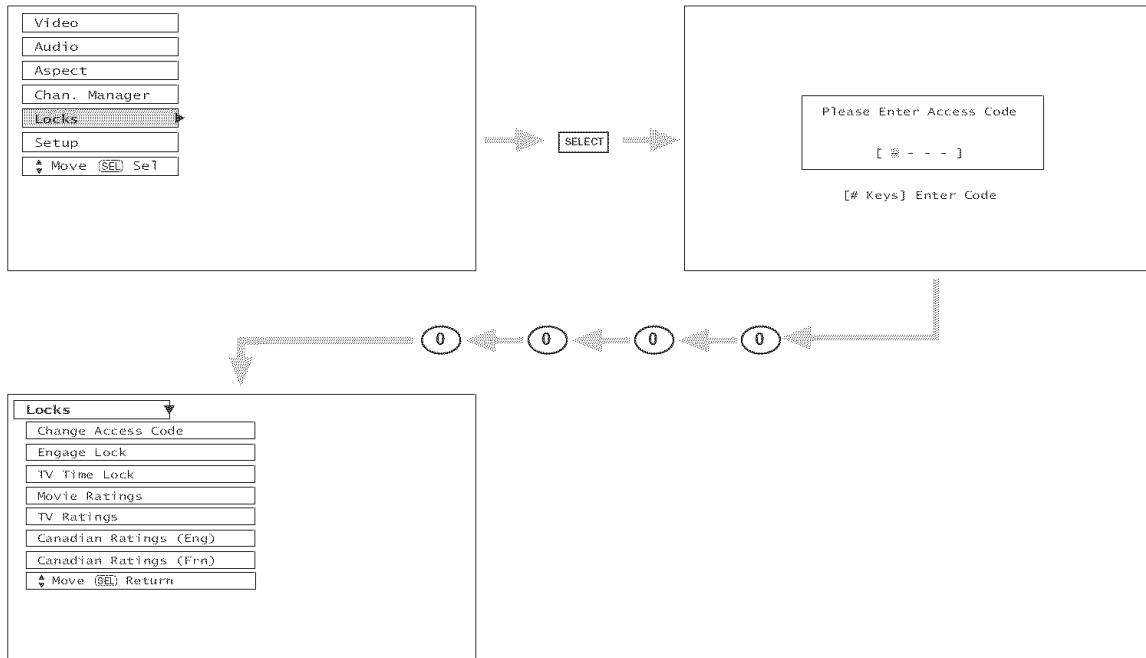 Video
Audio
Aspect
Chan. Manager
Locks
Setup
Move SEL Sel
SELECT
Please Enter Access Code
[ - - - ]
[# Keys] Enter Code
0 0 0 0
Locks
Change Access Code
Engage Lock
TV Time Lock
Movie Ratings
TV Ratings
Canadian Ratings (Eng)
Canadian Ratings (Frn)
Move SEL Return